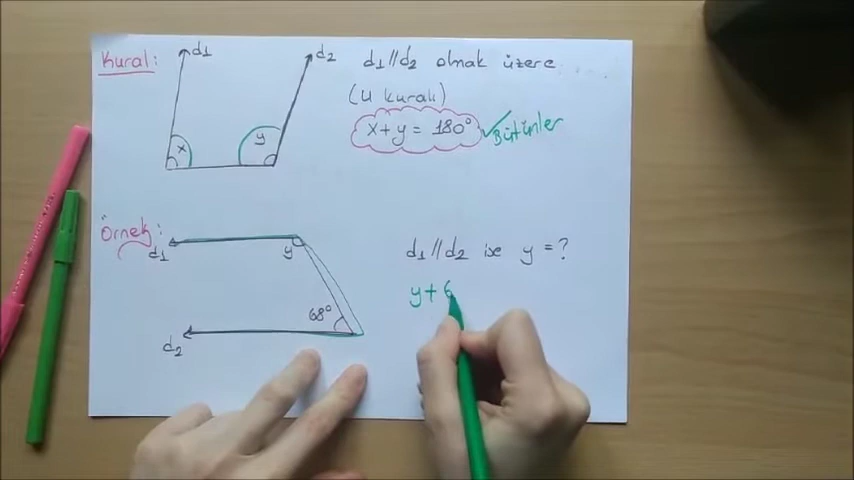 Kural:
d1
d2
d1//d2 olmak üzere ....
(U kuralı)
x
y
x+y = 180° ✓ Bütünler
Örnek:
d1
y
d1//d2 ise y = ?
68°
y+6
d2